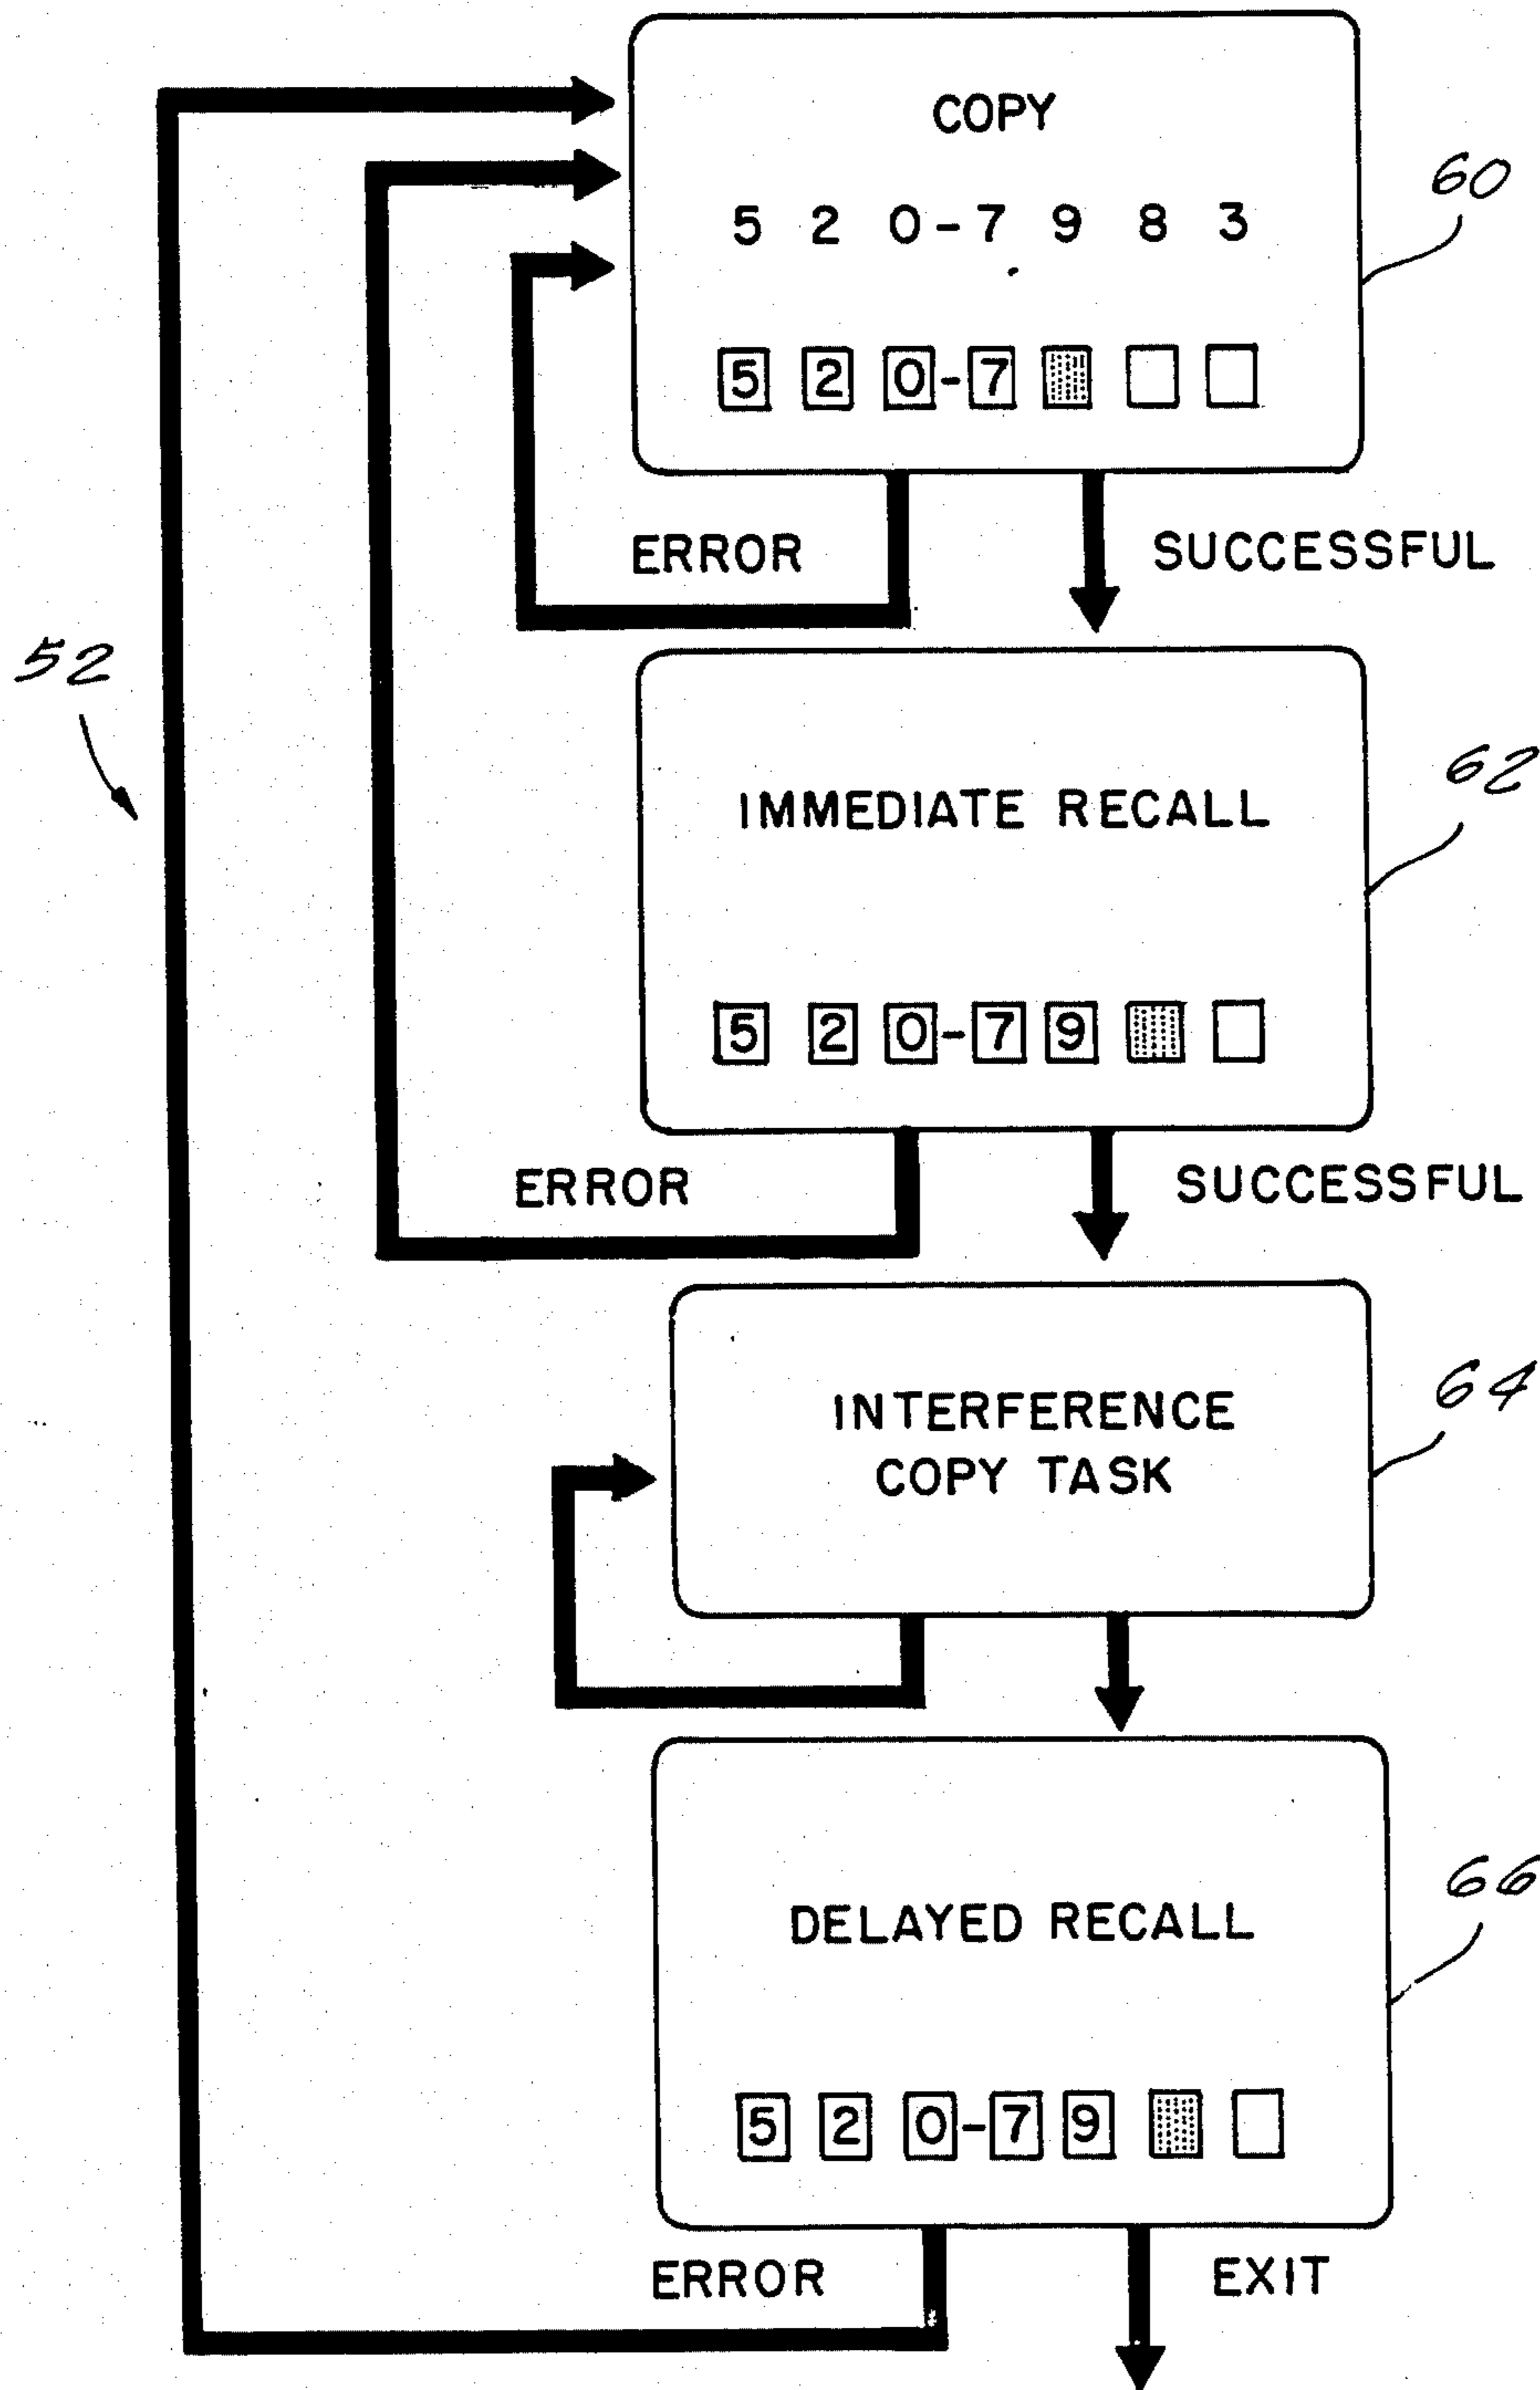 COPY
60
5 2 0-7 9 8 3
5 2 0-7
ERROR
SUCCESSFUL
52
62
IMMEDIATE RECALL
5 2 0-7 9
ERROR
SUCCESSFUL
64
INTERFERENCE
COPY TASK
66
DELAYED RECALL
5 2 0-7 9
ERROR
EXIT